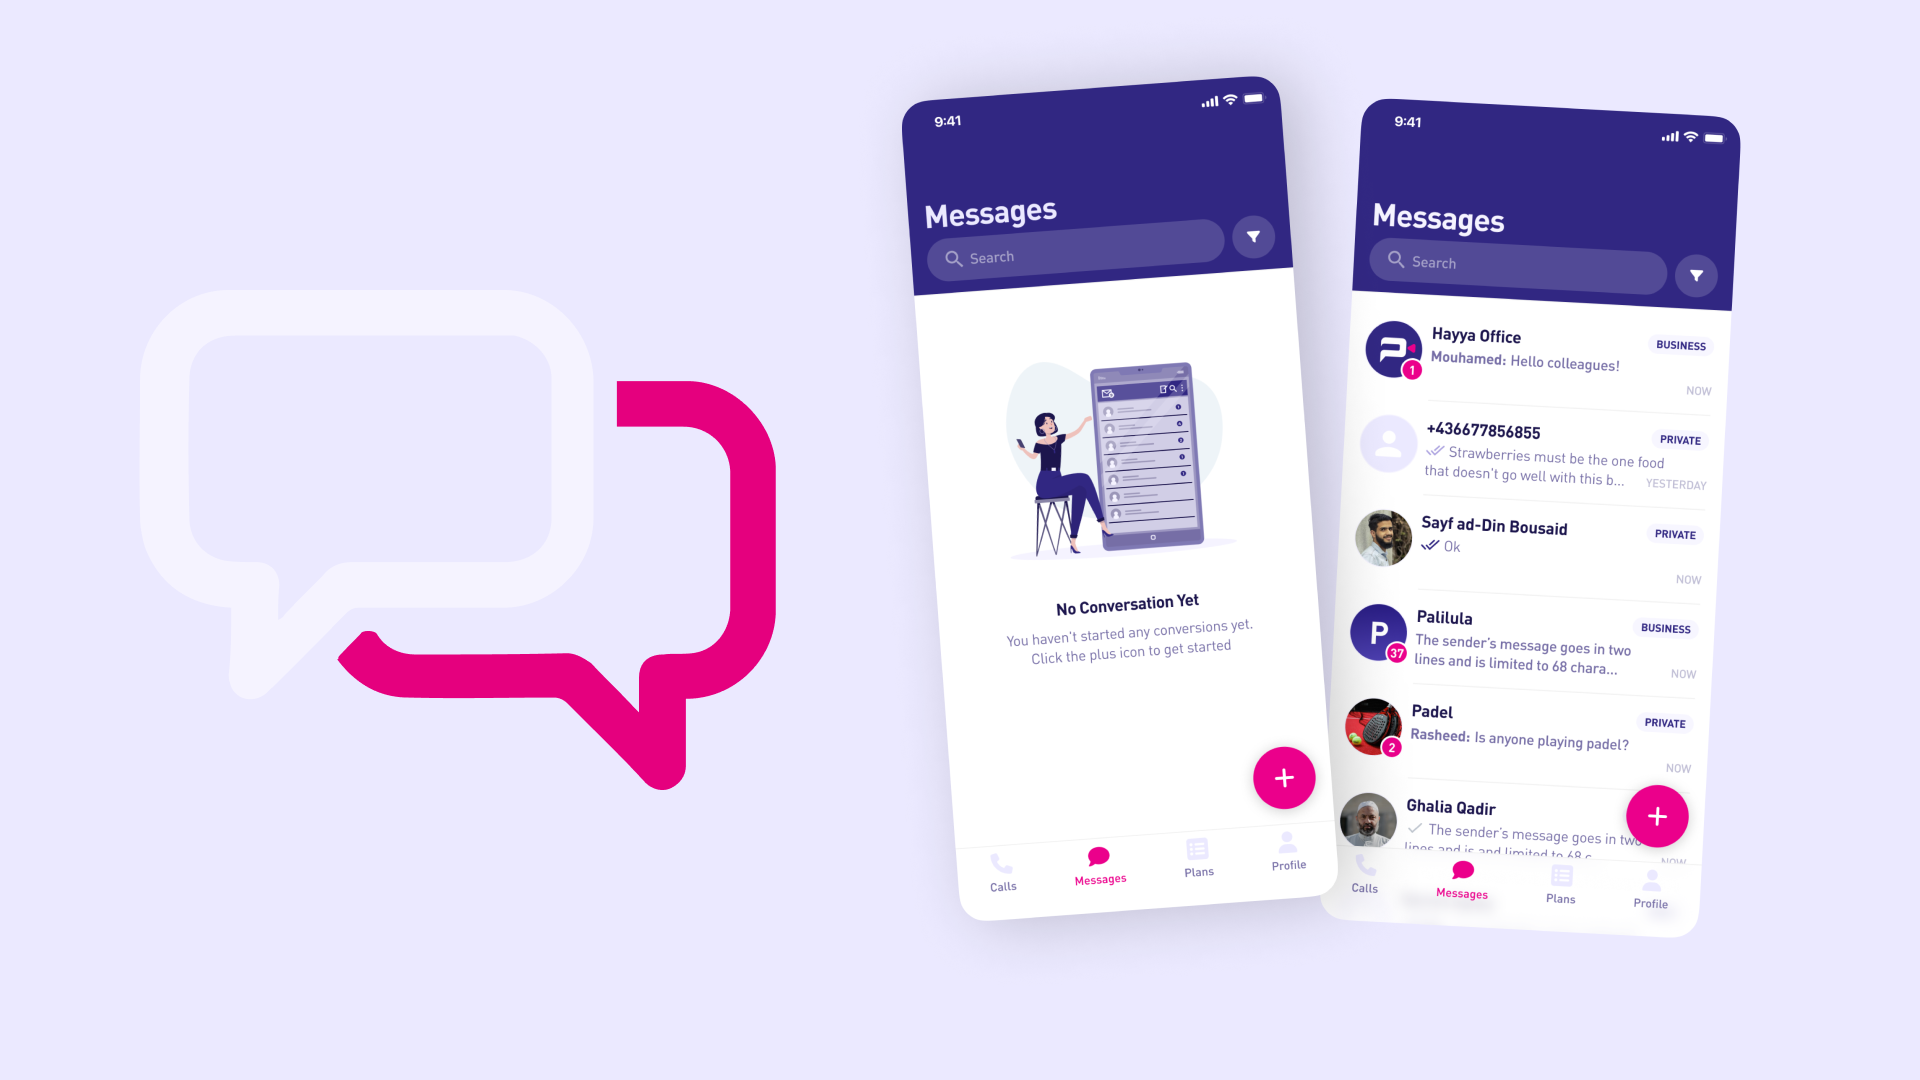 9:41
Messages
Search
No Conversation Yet
You haven't started any conversions yet.
Click the plus icon to get started
Calls
Messages
Plans
Profile
9:41
Messages
Search
Hayya Office
BUSINESS
Mouhamed: Hello colleagues!
1
NOW
+436677856855
PRIVATE
Strawberries must be the one food
that doesn't go well with this b...
YESTERDAY
Sayf ad-Din Bousaid
PRIVATE
Ok
NOW
P
37
Palilula
BUSINESS
The sender's message goes in two
lines and is limited to 68 chara...
NOW
Padel
PRIVATE
2
Rasheed: Is anyone playing padel?
NOW
Ghalia Qadir
The sender's message goes in two
lines and is and limited to 68 c
NOW
Calls
Messages
Plans
Profile